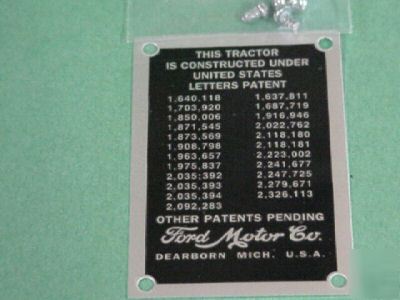 THIS TRACTOR
IS CONSTRUCTED UNDER
UNITED STATES
LETTERS PATENT
1,640,118 1,637,811
1,703,920 1,687,719
1,850,006 1,916,946
1,871,545 2,022,762
1,873,569 2,118,180
1,908,798 2,118,181
1,963,657 2,223,002
1,975,837 2,241,677
2,035,392 2,247,725
2,035,393 2,279,671
2,035,394 2,326,113
2,092,283
OTHER PATENTS PENDING
Ford Motor Co.
DEARBORN MICH. U.S.A.